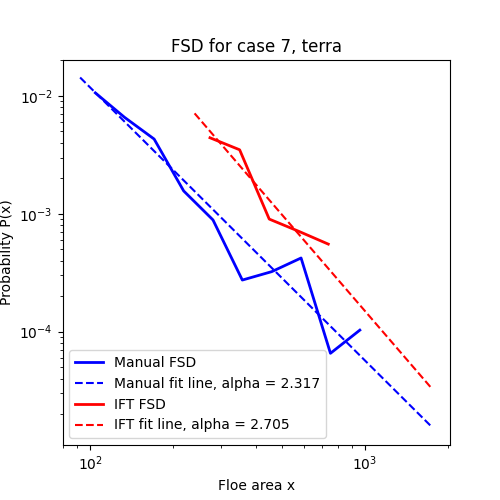 FSD for case 7, terra
Probability P(x)
10⁻²
10⁻³
10⁻⁴
Manual FSD
Manual fit line, alpha = 2.317
IFT FSD
IFT fit line, alpha = 2.705
10² 10³
Floe area x